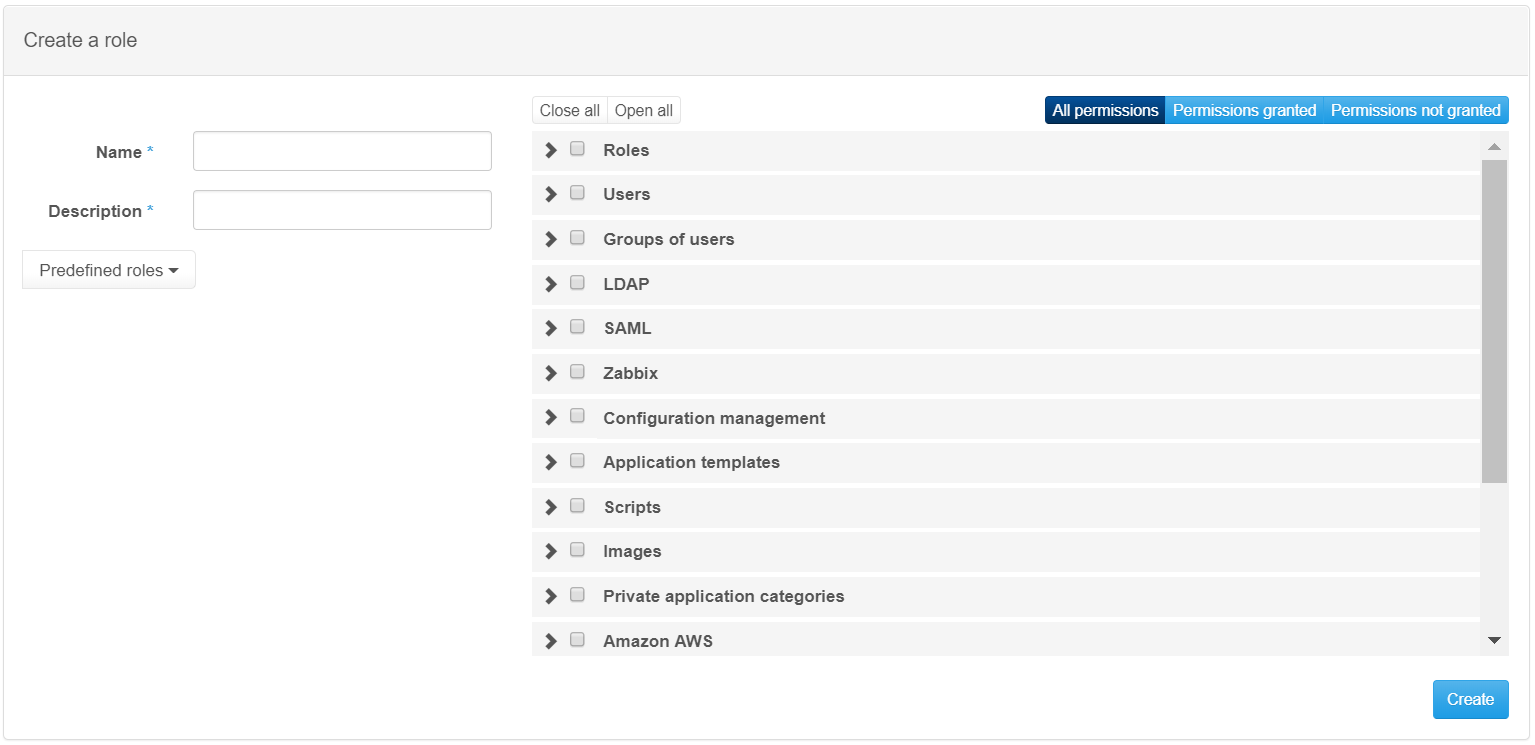 Create a role
Name *
Description *
Predefined roles
Close all Open all
All permissions Permissions granted Permissions not granted
Roles
Users
Groups of users
LDAP
SAML
Zabbix
Configuration management
Application templates
Scripts
Images
Private application categories
Amazon AWS
Create